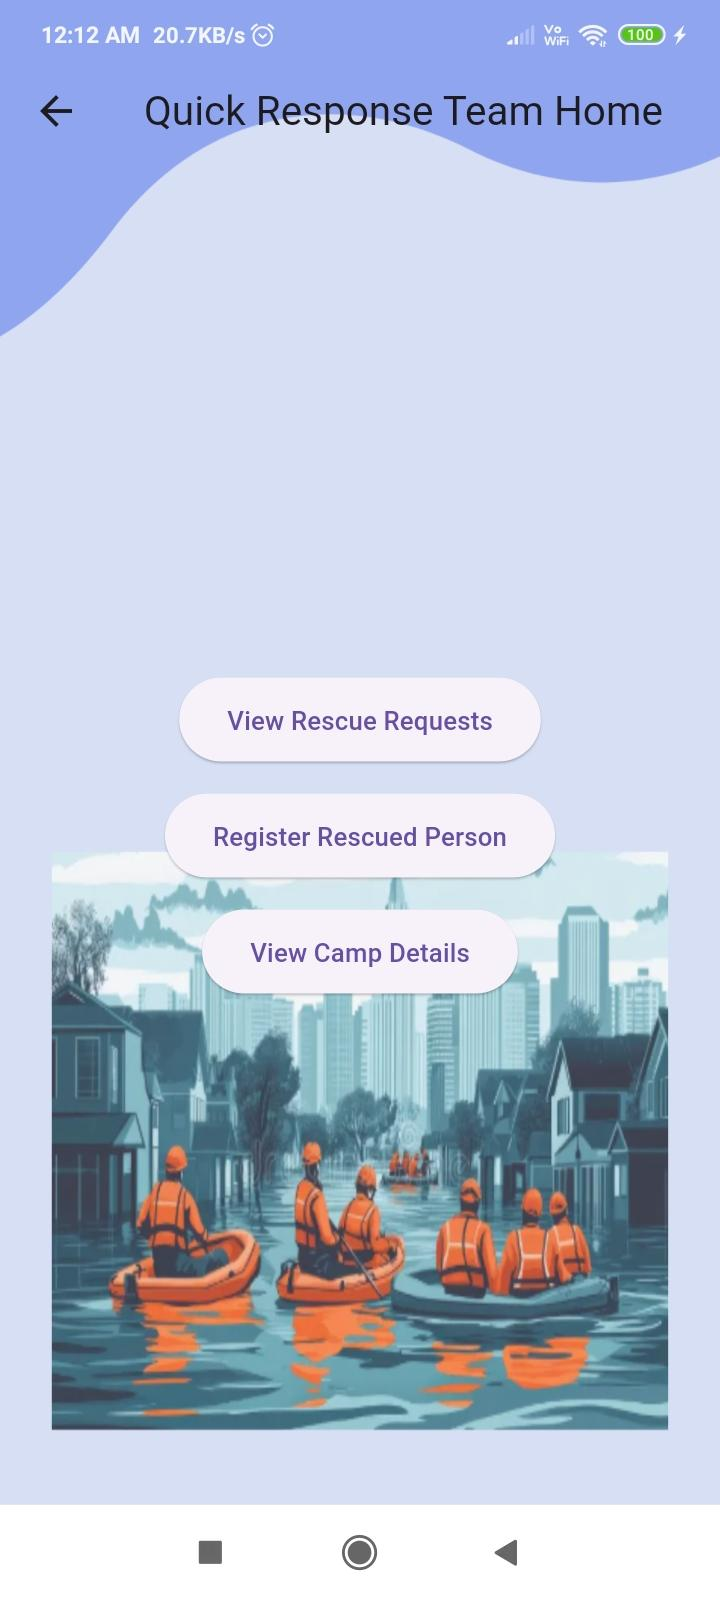 12:12 AM 20.7KB/s Vo WiFi 100
Quick Response Team Home
View Rescue Requests
Register Rescued Person
View Camp Details